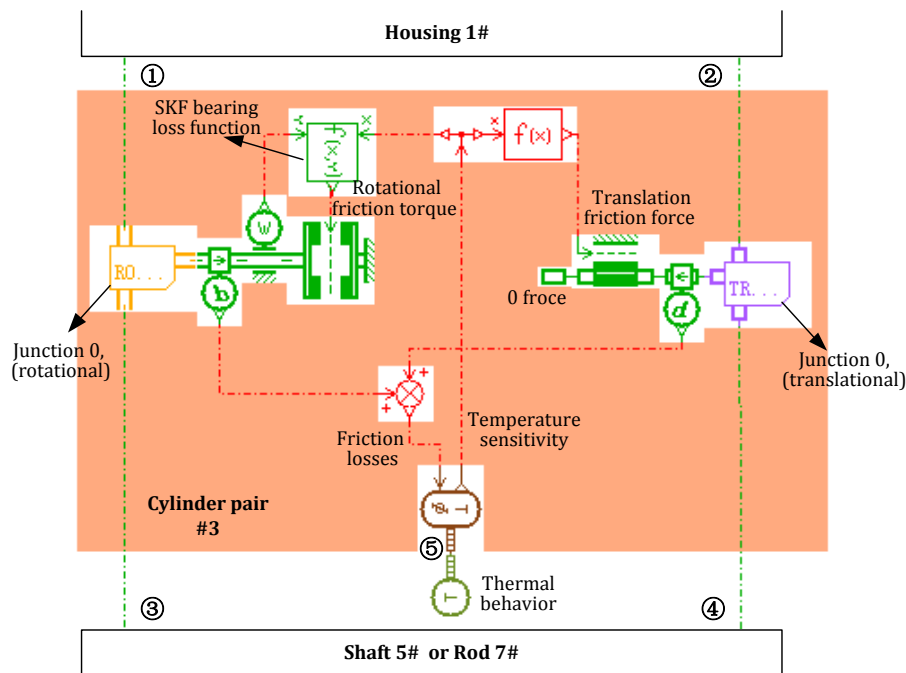 Housing 1#
①
②
SKF bearing
loss function
Y
X
f(x,y)
x
f(x)
Rotational
friction torque
Translation
friction force
W
RO...
TR...
0 froce
b
d
Junction 0,
(rotational)
Junction 0,
(translational)
+
+
Friction
losses
Temperature
sensitivity
Cylinder pair
#3
⑤
T
Thermal
behavior
③
④
Shaft 5# or Rod 7#